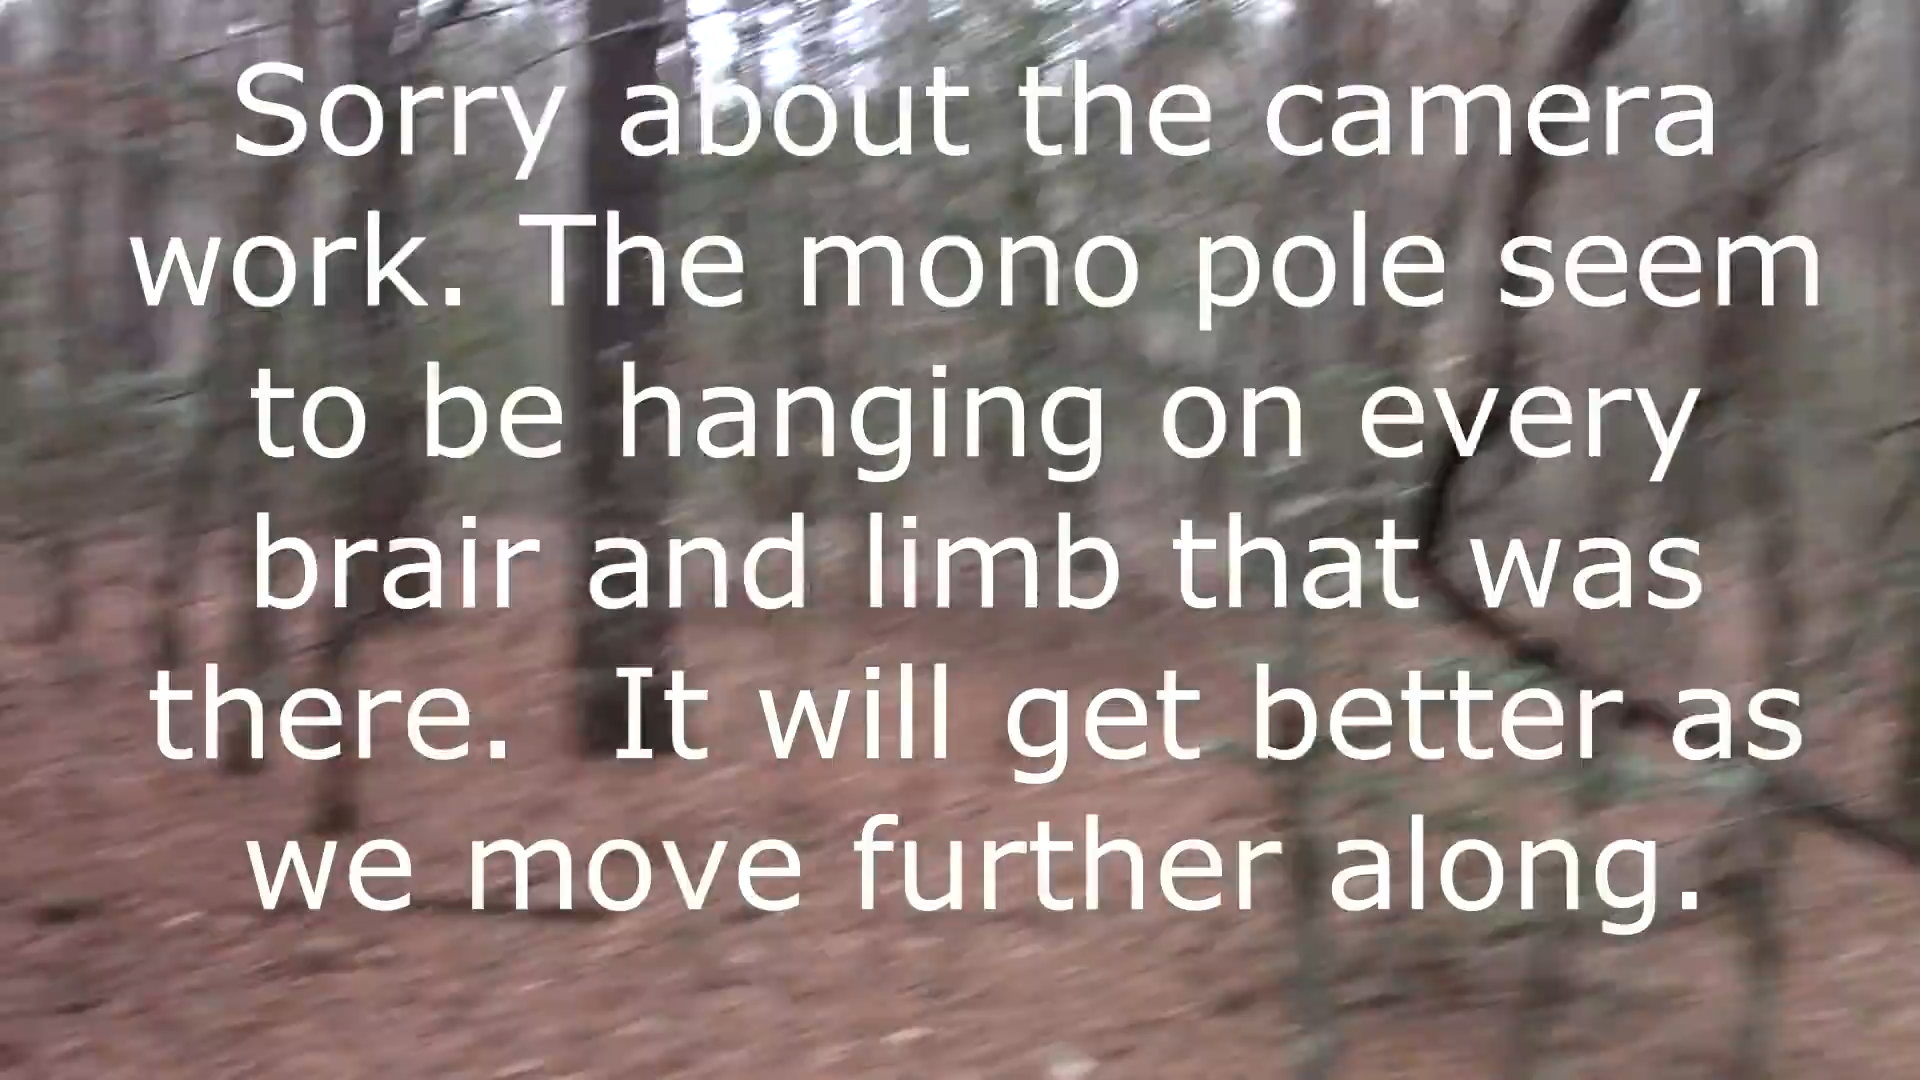 Sorry about the camera
work. The mono pole seem
to be hanging on every
brair and limb that was
there.  It will get better as
we move further along.